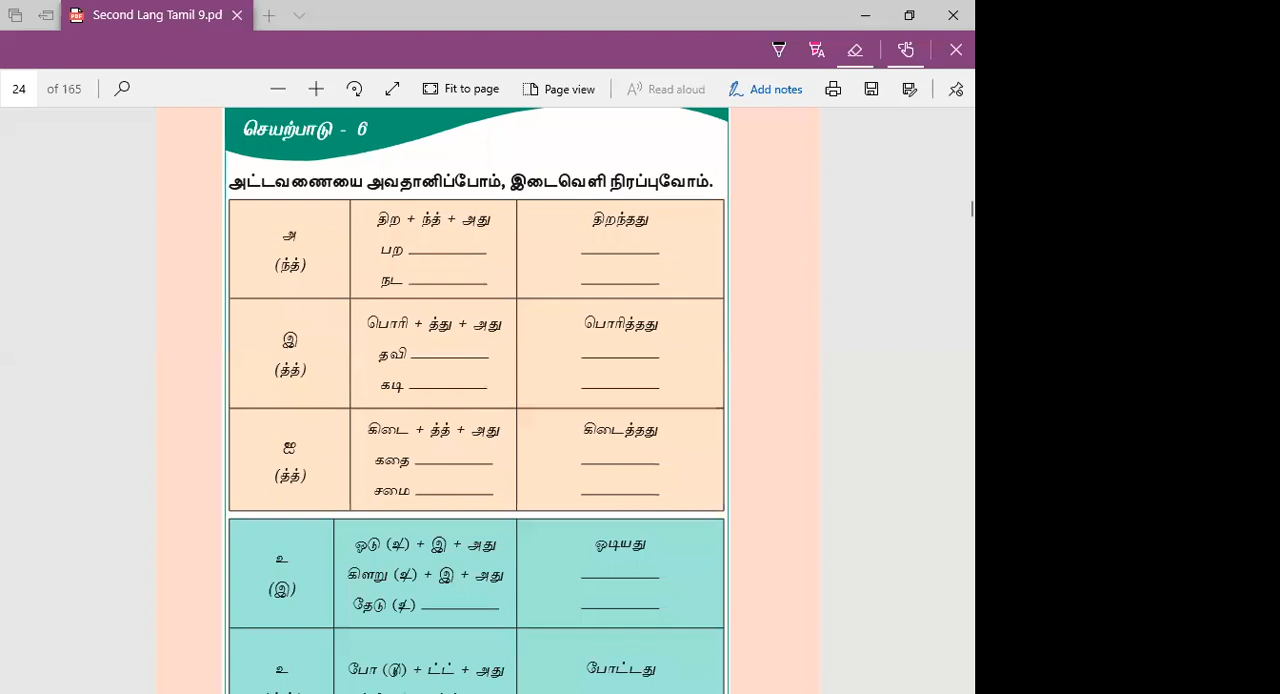 Second Lang Tamil 9.pd
24 of 165
Fit to page
Page view
Read aloud
Add notes
செயற்பாடு - 6
அட்டவணையை அவதானிப்போம், இடைவெளி நிரப்புவோம்.
அ
(ந்த்)
திற + ந்த் + அது திறந்தது
பற
நட
இ
(த்த்)
பொரி + த்து + அது பொரித்தது
தவி
கடி
ஐ
(த்த்)
கிடை + த்த் + அது கிடைத்தது
கதை
சமை
உ
(இ)
ஓடு (உ) + இ + அது ஓடியது
கிளறு (உ) + இ + அது
தேடு (உ)
உ
போ (டு) + ட்ட் + அது போட்டது